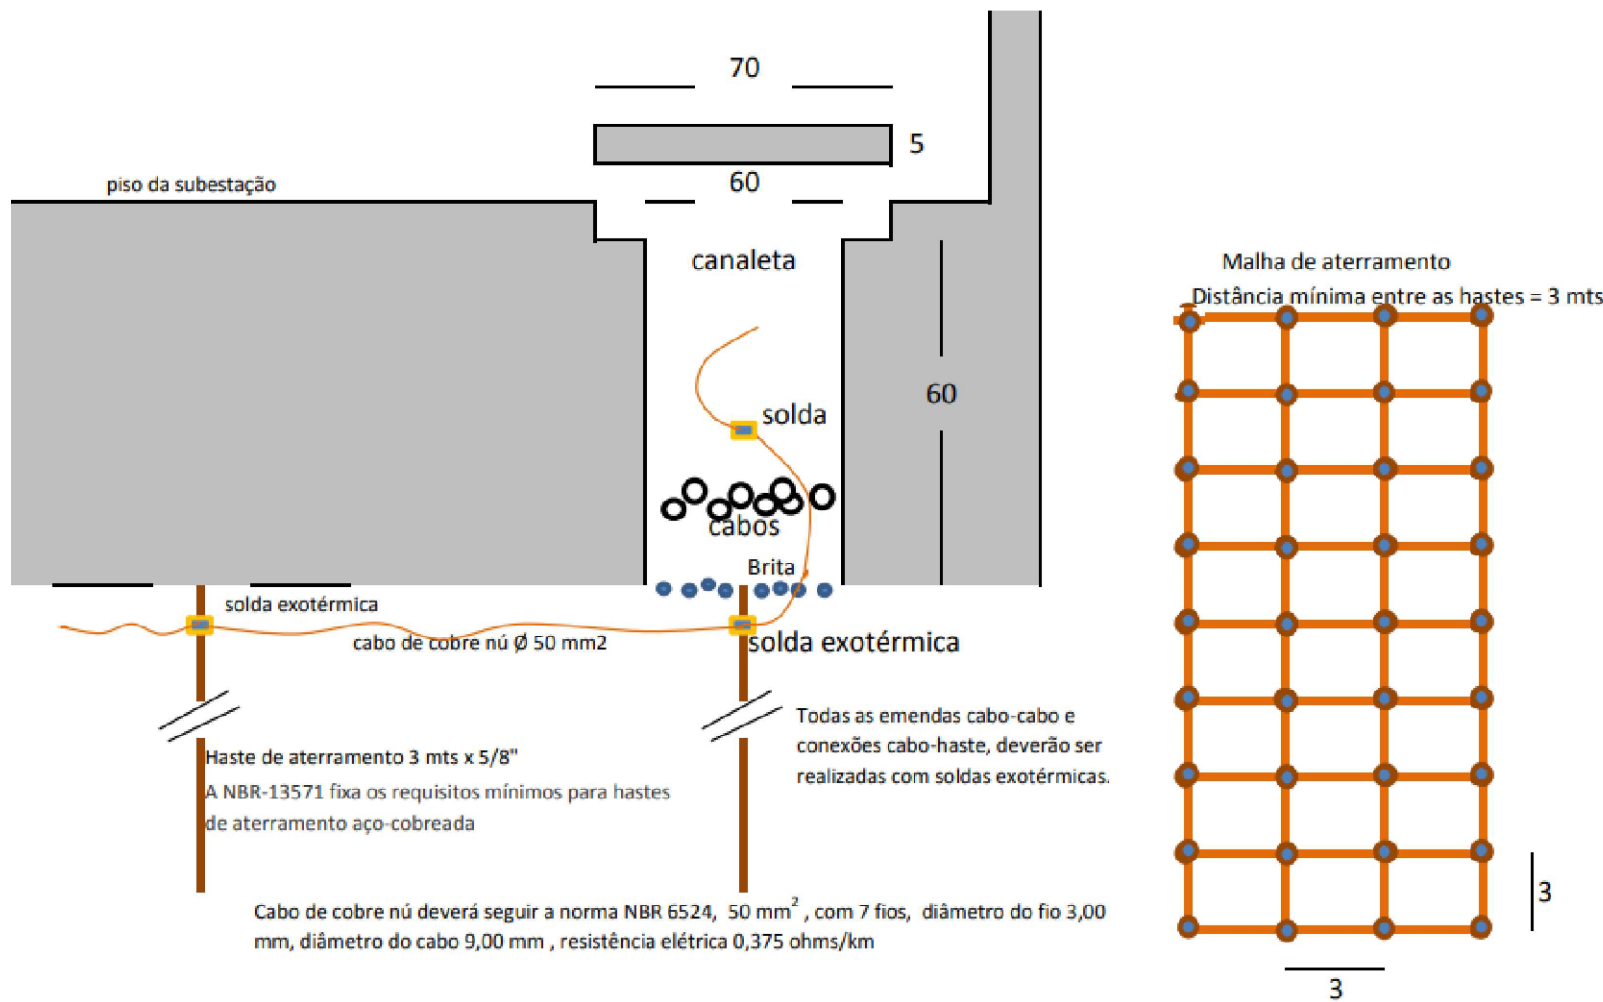 70
5
60
piso da subestação
canaleta
Malha de aterramento
Distância mínima entre as hastes = 3 mts
60
solda
cabos
Brita
solda exotérmica
cabo de cobre nú Ø 50 mm2
solda exotérmica
Todas as emendas cabo-cabo e
conexões cabo-haste, deverão ser
realizadas com soldas exotérmicas.
Haste de aterramento 3 mts x 5/8"
A NBR-13571 fixa os requisitos mínimos para hastes
de aterramento aço-cobreada
3
Cabo de cobre nú deverá seguir a norma NBR 6524,  50 mm² , com 7 fios,  diâmetro do fio 3,00
mm, diâmetro do cabo 9,00 mm , resistência elétrica 0,375 ohms/km
3